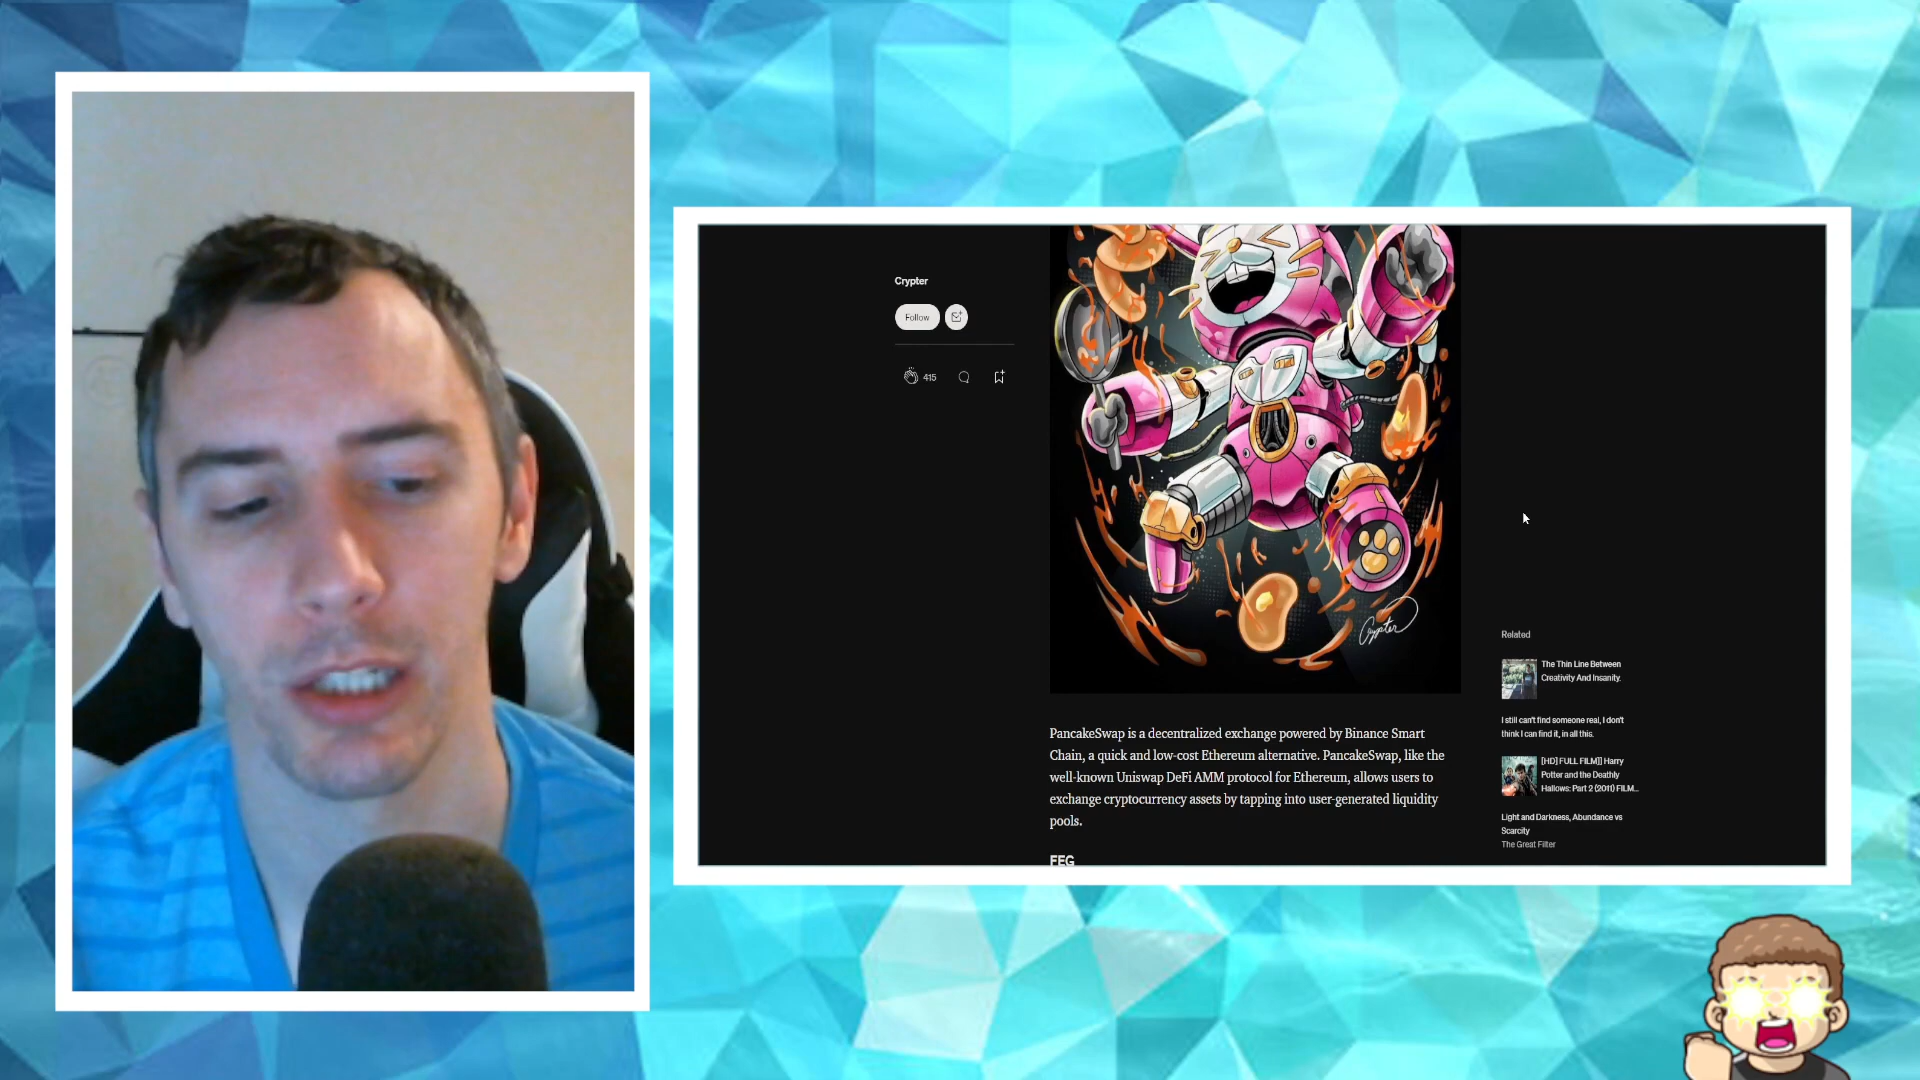 Crypter
Follow
415
Crypter
PancakeSwap is a decentralized exchange powered by Binance Smart
Chain, a quick and low-cost Ethereum alternative. PancakeSwap, like the
well-known Uniswap DeFi AMM protocol for Ethereum, allows users to
exchange cryptocurrency assets by tapping into user-generated liquidity
pools.
FEG
Related
The Thin Line Between
Creativity And Insanity.
I still can't find someone real, I don't
think I can find it, in all this.
[HD] FULL FILM]] Harry
Potter and the Deathly
Hallows: Part 2 (2011) FILM...
Light and Darkness, Abundance vs
Scarcity
The Great Filter